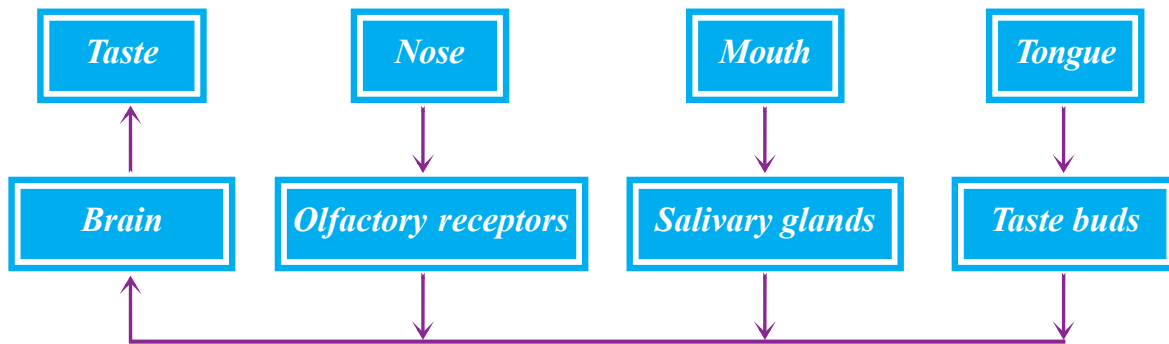 Taste
Nose
Mouth
Tongue
Brain
Olfactory receptors
Salivary glands
Taste buds